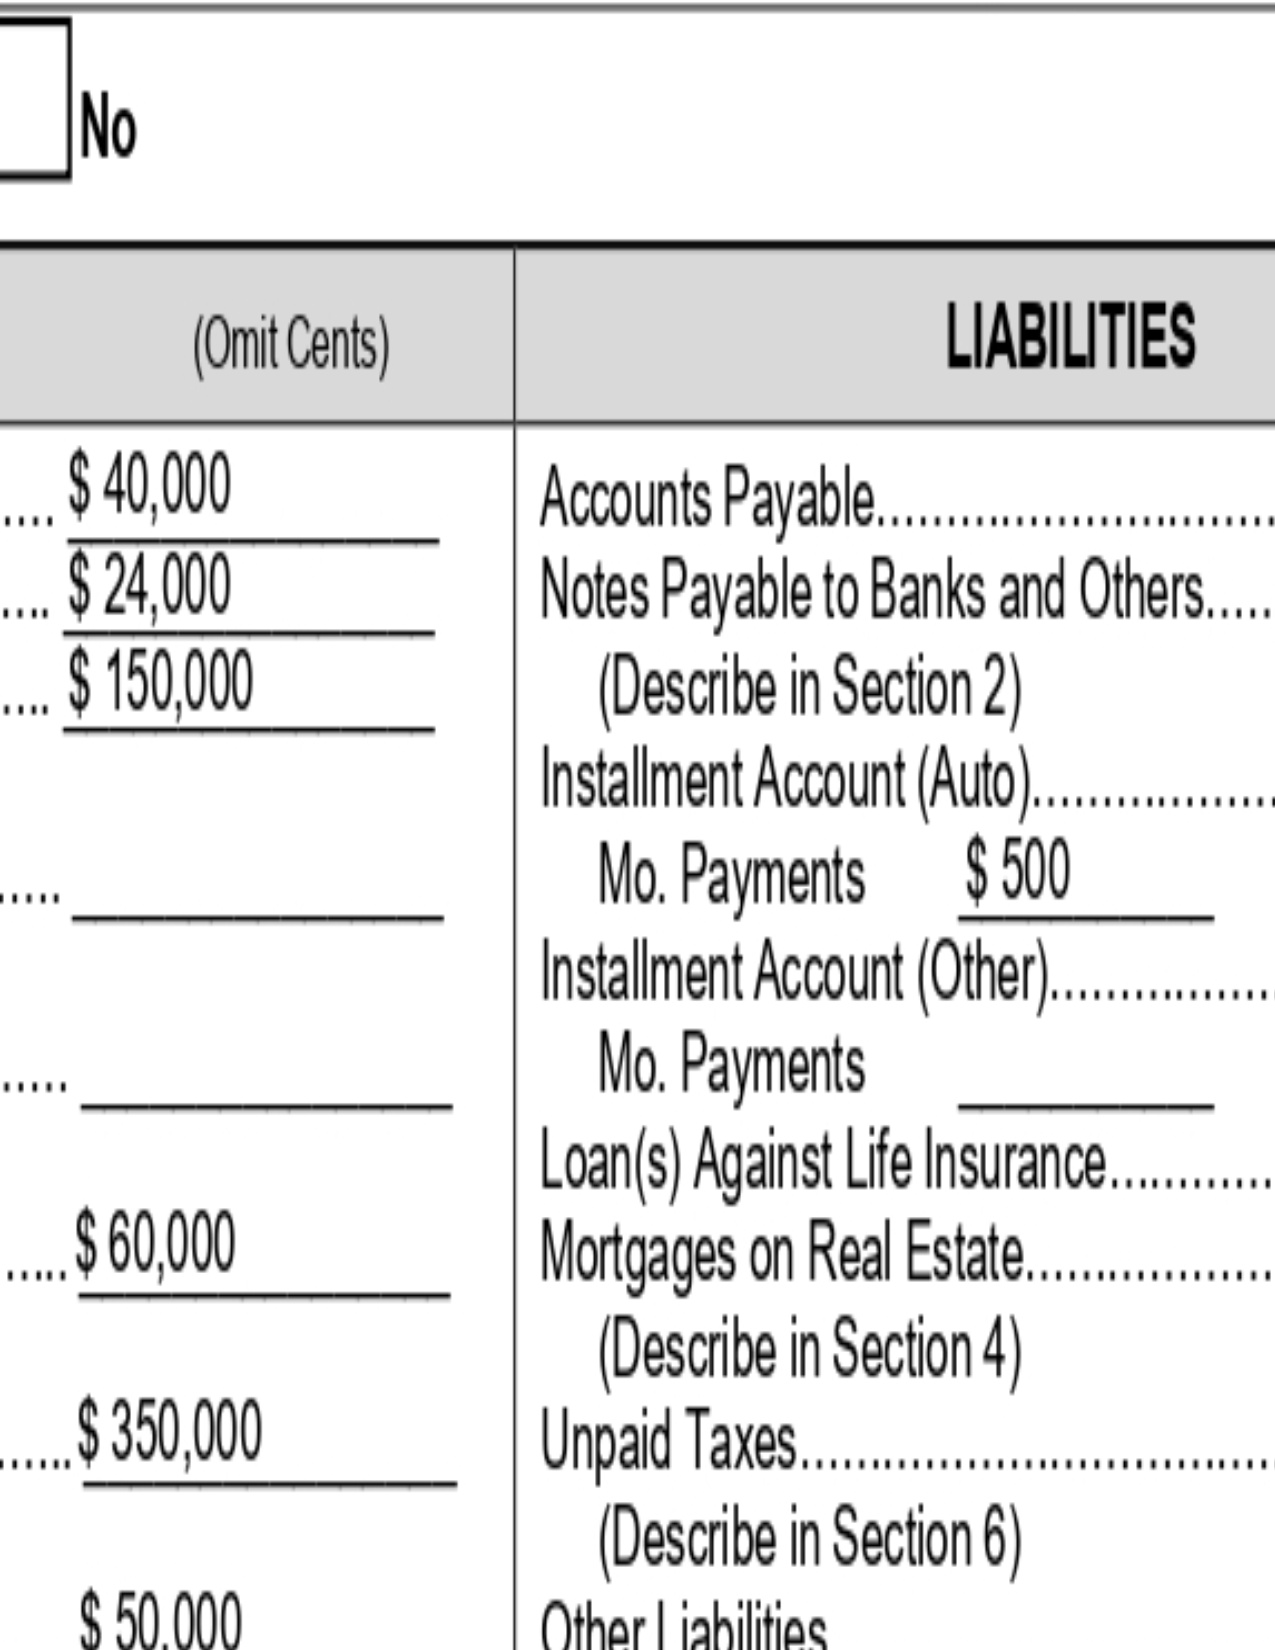 No
(Omit Cents) LIABILITIES
.... $ 40,000 Accounts Payable
.... $ 24,000 Notes Payable to Banks and Others
.... $ 150,000 (Describe in Section 2)
Installment Account (Auto)
..... Mo. Payments $ 500
Installment Account (Other)
..... Mo. Payments
Loan(s) Against Life Insurance
..... $ 60,000 Mortgages on Real Estate
(Describe in Section 4)
...... $ 350,000 Unpaid Taxes
(Describe in Section 6)
$ 50,000 Other Liabilities